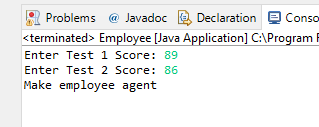 Problems @ Javadoc Declaration Conso
<terminated> Employee [Java Application] C:\Program F
Enter Test 1 Score: 89
Enter Test 2 Score: 86
Make employee agent